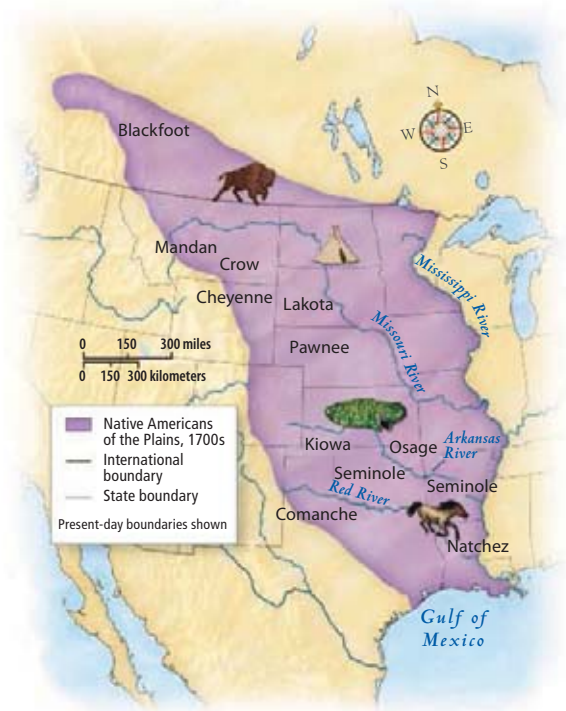 N
W E
S
Blackfoot
Mandan
Crow
Cheyenne
Lakota
Mississippi River
Missouri River
0 150 300 miles
0 150 300 kilometers
Pawnee
Native Americans
of the Plains, 1700s
International
boundary
State boundary
Present-day boundaries shown
Kiowa
Osage
Arkansas
River
Seminole
Seminole
Red River
Comanche
Natchez
Gulf of
Mexico